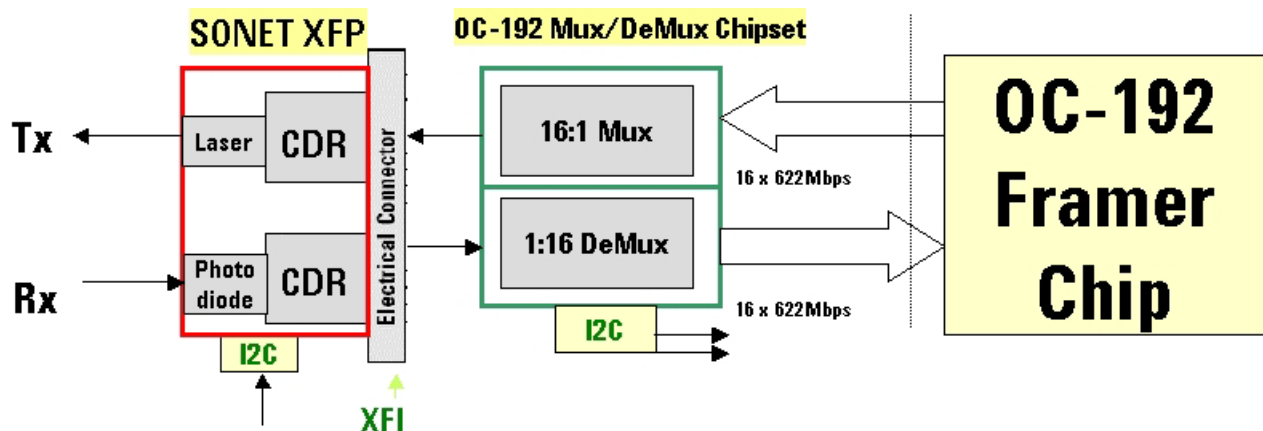 SONET XFP
OC-192 Mux/DeMux Chipset
Tx
Laser
CDR
Electrical Connector
16:1 Mux
16 x 622Mbps
OC-192
Framer
Chip
Rx
Photo
diode
CDR
1:16 DeMux
16 x 622Mbps
I2C
I2C
XFI